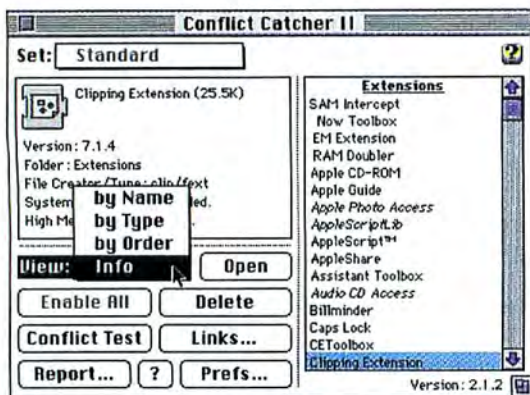 Conflict Catcher II
Set: Standard
?
Clipping Extension (25.5K)
Version: 7.1.4
Folder: Extensions
File Creator/Type: clip/fext
System
High Me
by Name
by Type
by Order
View: Info
Open
Enable All
Delete
Conflict Test
Links...
Report...
?
Prefs...
Extensions
SAM Intercept
Now Toolbox
EM Extension
RAM Doubler
Apple CD-ROM
Apple Guide
Apple Photo Access
AppleScriptLib
AppleScript™
AppleShare
Assistant Toolbox
Audio CD Access
Billminder
Caps Lock
CEToolbox
Clipping Extension
Version: 2.1.2